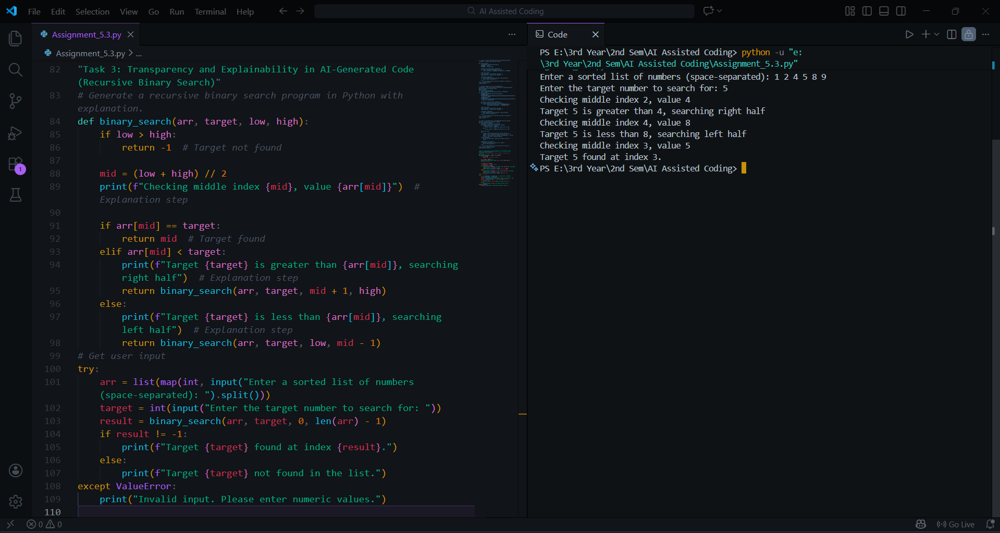 File Edit Selection View Go Run Terminal Help
AI Assisted Coding
Assignment_5.3.py
Assignment_5.3.py > ...
82 "Task 3: Transparency and Explainability in AI-Generated Code
(Recursive Binary Search)"
83 # Generate a recursive binary search program in Python with
explanation.
84 def binary_search(arr, target, low, high):
85 if low > high:
86 return -1  # Target not found
87
88 mid = (low + high) // 2
89 print(f"Checking middle index {mid}, value {arr[mid]}")  #
Explanation step
90
91 if arr[mid] == target:
92 return mid  # Target found
93 elif arr[mid] < target:
94 print(f"Target {target} is greater than {arr[mid]}, searching
right half")  # Explanation step
95 return binary_search(arr, target, mid + 1, high)
96 else:
97 print(f"Target {target} is less than {arr[mid]}, searching
left half")  # Explanation step
98 return binary_search(arr, target, low, mid - 1)
99 # Get user input
100 try:
101 arr = list(map(int, input("Enter a sorted list of numbers
(space-separated): ").split()))
102 target = int(input("Enter the target number to search for: "))
103 result = binary_search(arr, target, 0, len(arr) - 1)
104 if result != -1:
105 print(f"Target {target} found at index {result}.")
106 else:
107 print(f"Target {target} not found in the list.")
108 except ValueError:
109 print("Invalid input. Please enter numeric values.")
110
Code
PS E:\3rd Year\2nd Sem\AI Assisted Coding> python -u "e:
\3rd Year\2nd Sem\AI Assisted Coding\Assignment_5.3.py"
Enter a sorted list of numbers (space-separated): 1 2 4 5 8 9
Enter the target number to search for: 5
Checking middle index 2, value 4
Target 5 is greater than 4, searching right half
Checking middle index 4, value 8
Target 5 is less than 8, searching left half
Checking middle index 3, value 5
Target 5 found at index 3.
PS E:\3rd Year\2nd Sem\AI Assisted Coding>
1
0 0
Go Live